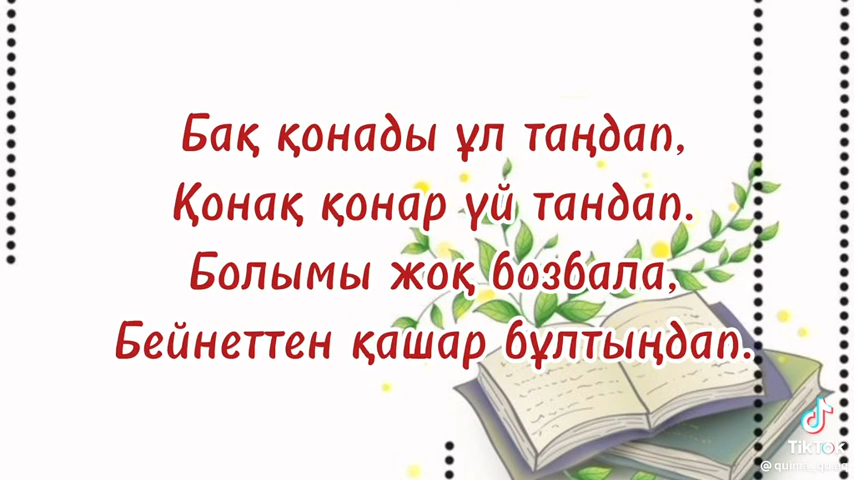 Бақ қонады ұл таңдап,
Қонақ қонар үй тандап.
Болымы жоқ бозбала,
Бейнеттен қашар бұлтыңдап.
TikTok